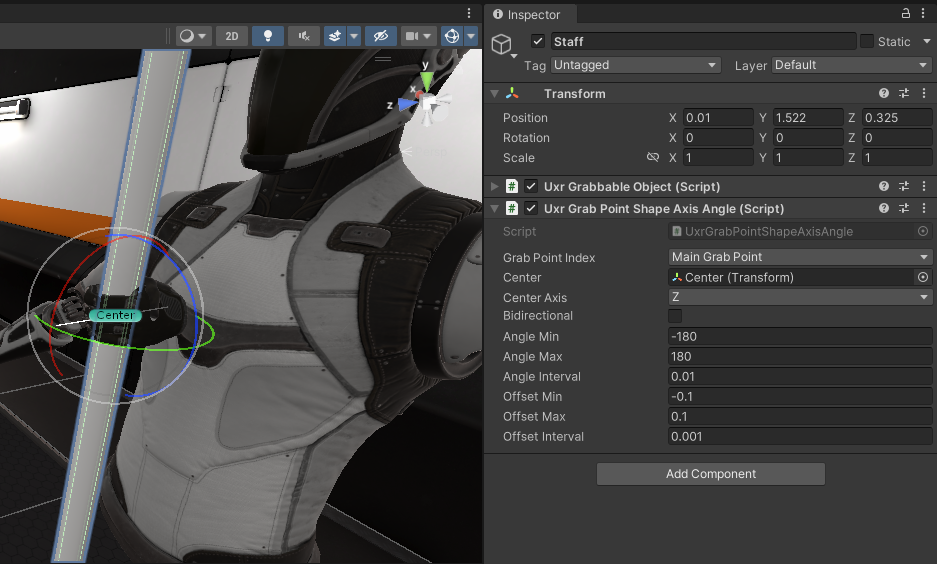 Inspector
2D
Staff
Static
Tag Untagged Layer Default
y
x
z
Transform
Position X 0.01 Y 1.522 Z 0.325
Rotation X 0 Y 0 Z 0
Scale X 1 Y 1 Z 1
# Uxr Grabbable Object (Script)
# Uxr Grab Point Shape Axis Angle (Script)
Script UxrGrabPointShapeAxisAngle
Grab Point Index Main Grab Point
Center Center (Transform)
Center Axis Z
Bidirectional
Center
Angle Min -180
Angle Max 180
Angle Interval 0.01
Offset Min -0.1
Offset Max 0.1
Offset Interval 0.001
Add Component